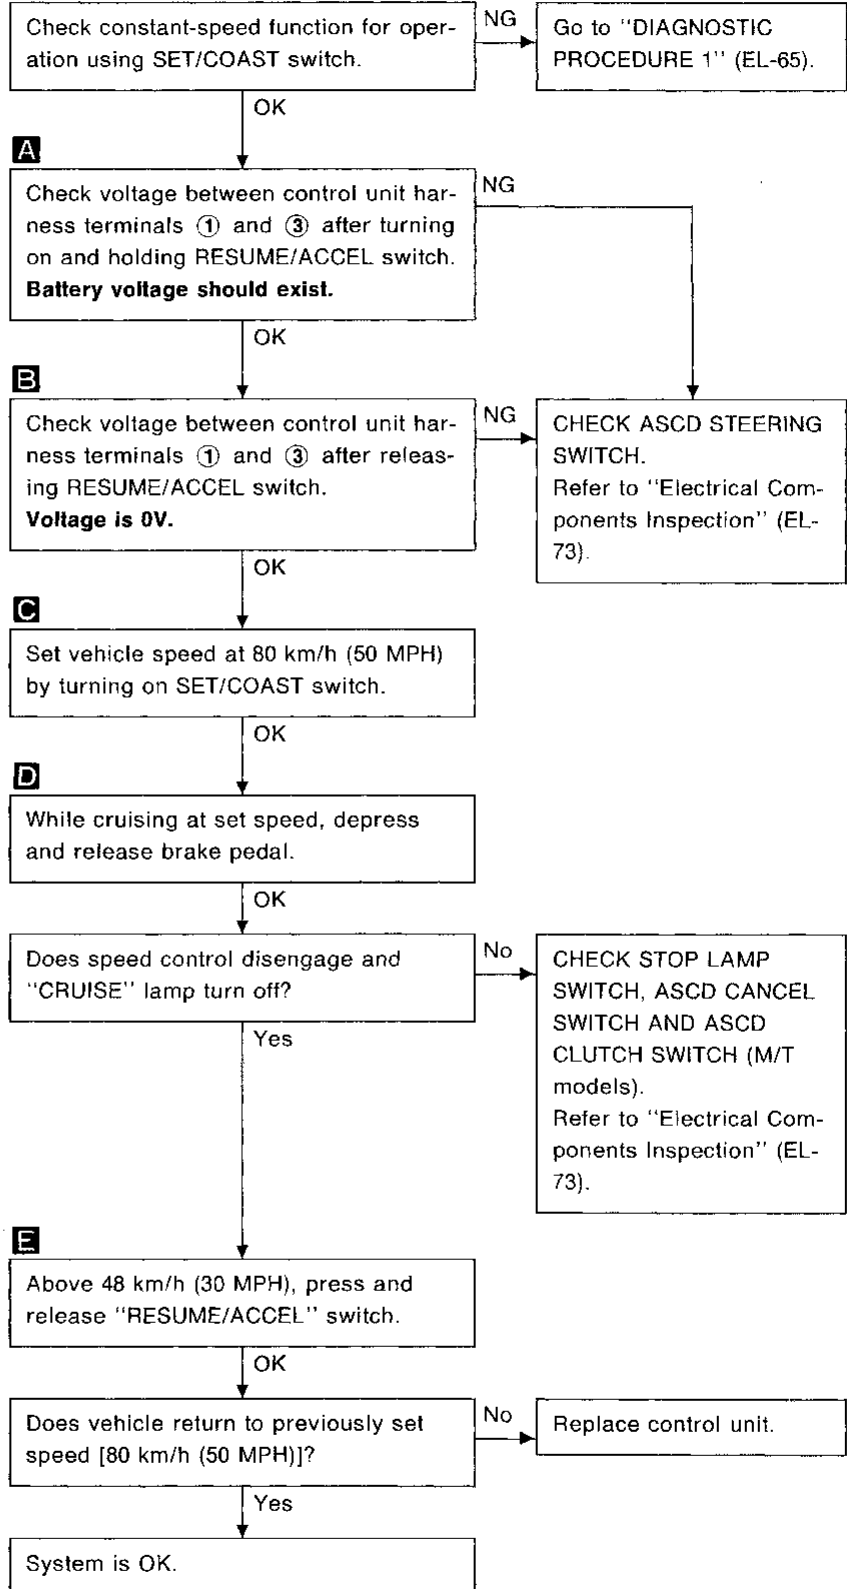 Check constant-speed function for oper-
ation using SET/COAST switch.
NG
Go to "DIAGNOSTIC
PROCEDURE 1" (EL-65).
OK
A
Check voltage between control unit har-
ness terminals ① and ③ after turning
on and holding RESUME/ACCEL switch.
Battery voltage should exist.
NG
OK
B
Check voltage between control unit har-
ness terminals ① and ③ after releas-
ing RESUME/ACCEL switch.
Voltage is 0V.
NG
CHECK ASCD STEERING
SWITCH.
Refer to "Electrical Com-
ponents Inspection" (EL-
73).
OK
C
Set vehicle speed at 80 km/h (50 MPH)
by turning on SET/COAST switch.
OK
D
While cruising at set speed, depress
and release brake pedal.
OK
Does speed control disengage and
"CRUISE" lamp turn off?
No
CHECK STOP LAMP
SWITCH, ASCD CANCEL
SWITCH AND ASCD
CLUTCH SWITCH (M/T
models).
Refer to "Electrical Com-
ponents Inspection" (EL-
73).
Yes
E
Above 48 km/h (30 MPH), press and
release "RESUME/ACCEL" switch.
OK
Does vehicle return to previously set
speed [80 km/h (50 MPH)]?
No
Replace control unit.
Yes
System is OK.